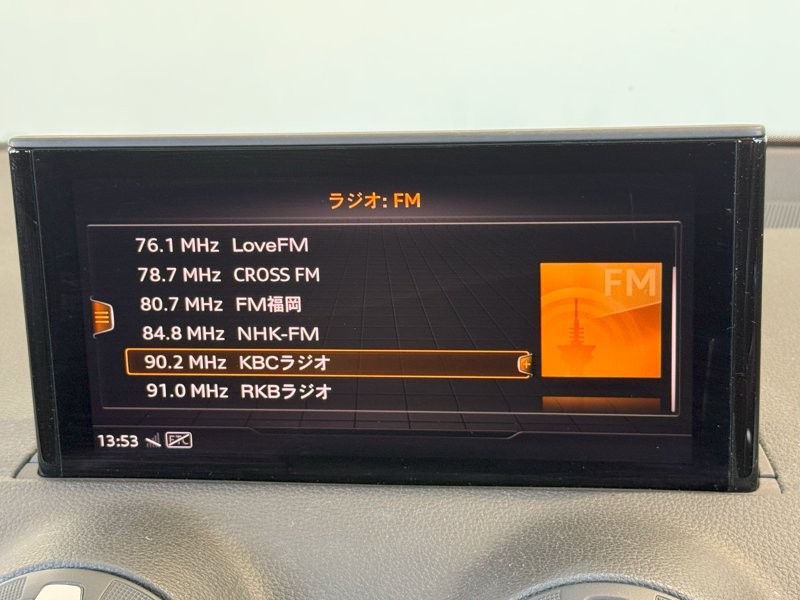 ラジオ: FM
76.1 MHz LoveFM
78.7 MHz CROSS FM
80.7 MHz FM福岡
84.8 MHz NHK-FM
90.2 MHz KBCラジオ
91.0 MHz RKBラジオ
FM
13:53 ETC